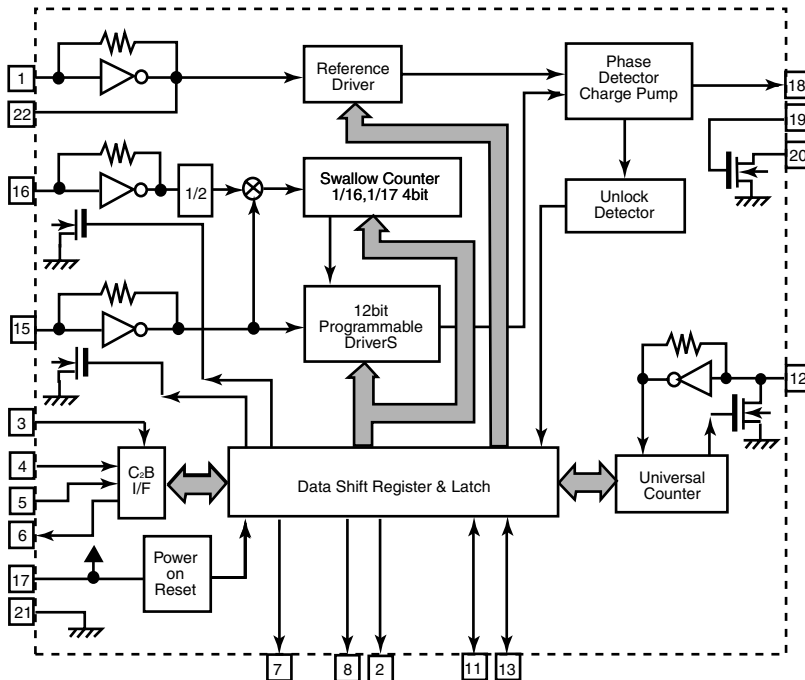 1
22
16
15
3
4
5
6
17
21
Reference
Driver
Phase
Detector
Charge Pump
18
19
20
1/2
Swallow Counter
1/16,1/17 4bit
Unlock
Detector
12bit
Programmable
DriverS
12
C2B
I/F
Data Shift Register & Latch
Universal
Counter
Power
on
Reset
7
8
2
11
13